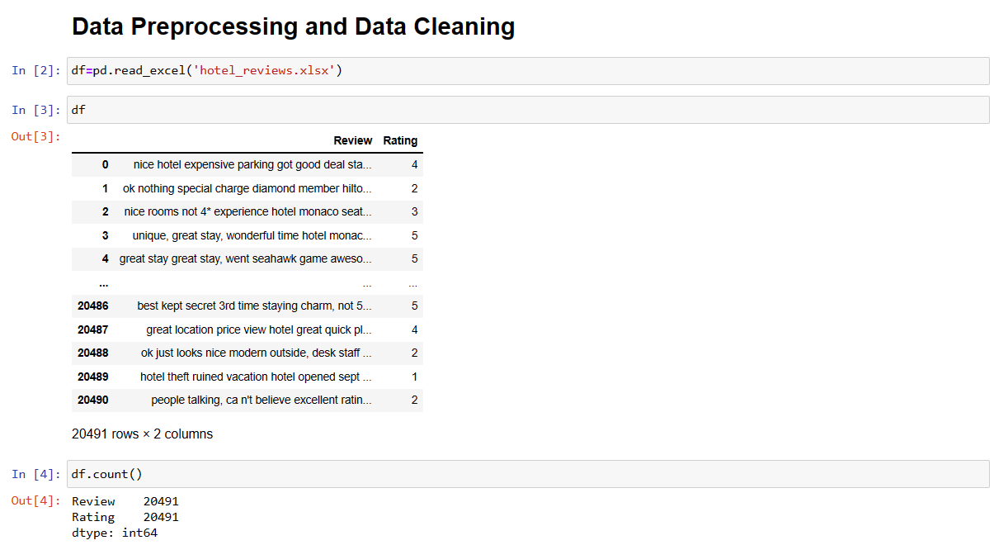 Data Preprocessing and Data Cleaning
In [2]: df=pd.read_excel('hotel_reviews.xlsx')
In [3]: df
Out[3]:
Review Rating
0 nice hotel expensive parking got good deal sta... 4
1 ok nothing special charge diamond member hilto... 2
2 nice rooms not 4* experience hotel monaco seat... 3
3 unique, great stay, wonderful time hotel monac... 5
4 great stay great stay, went seahawk game aweso... 5
... ... ...
20486 best kept secret 3rd time staying charm, not 5... 5
20487 great location price view hotel great quick pl... 4
20488 ok just looks nice modern outside, desk staff ... 2
20489 hotel theft ruined vacation hotel opened sept ... 1
20490 people talking, ca n't believe excellent ratin... 2
20491 rows × 2 columns
In [4]: df.count()
Out[4]: Review 20491
Rating 20491
dtype: int64